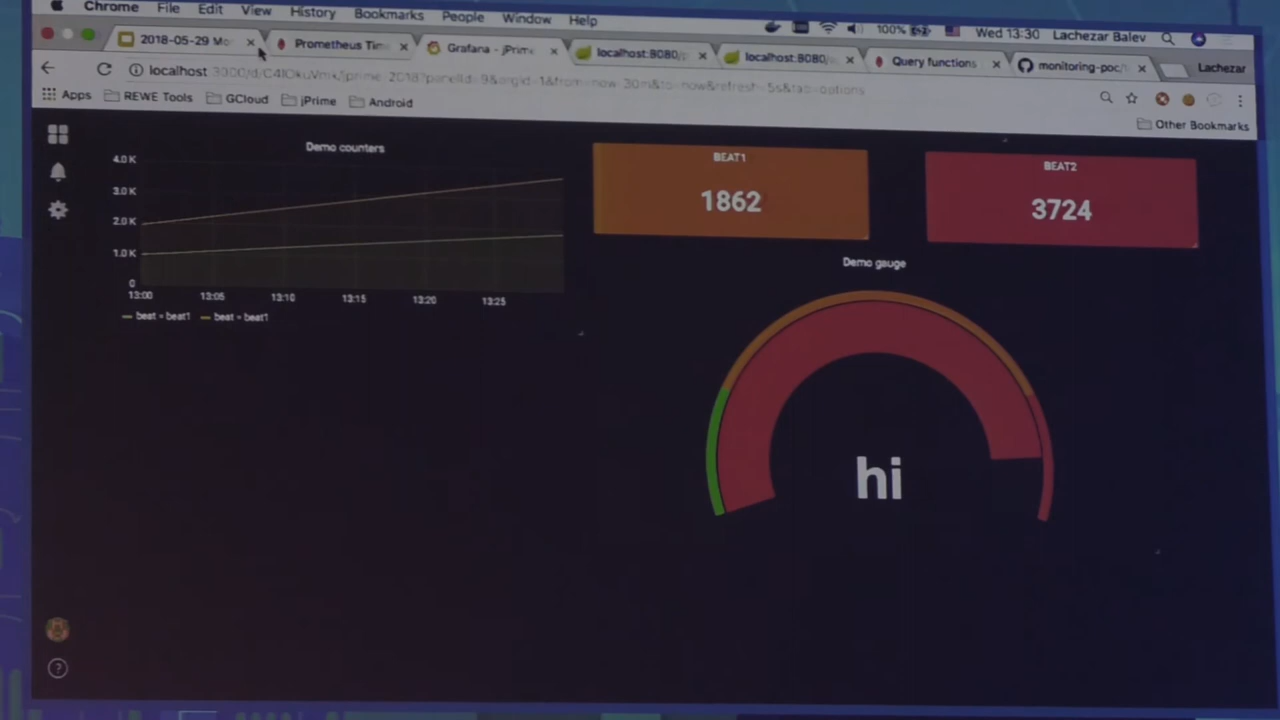 Chrome File Edit View History Bookmarks People Window Help 100% Wed 13:30 Lachezar Balev
2018-05-29 Mo
Prometheus Tim
Grafana - jPrime
localhost:8080/
localhost:8080/
Query functions
monitoring-poc/
Lachezar
Apps REWE Tools GCloud jPrime Android
Other Bookmarks
Demo counters
4.0 K
3.0 K
2.0 K
1.0 K
0
13:00 13:05 13:10 13:15 13:20 13:25
beat = beat1 beat = beat1
BEAT1
1862
BEAT2
3724
Demo gauge
hi
?